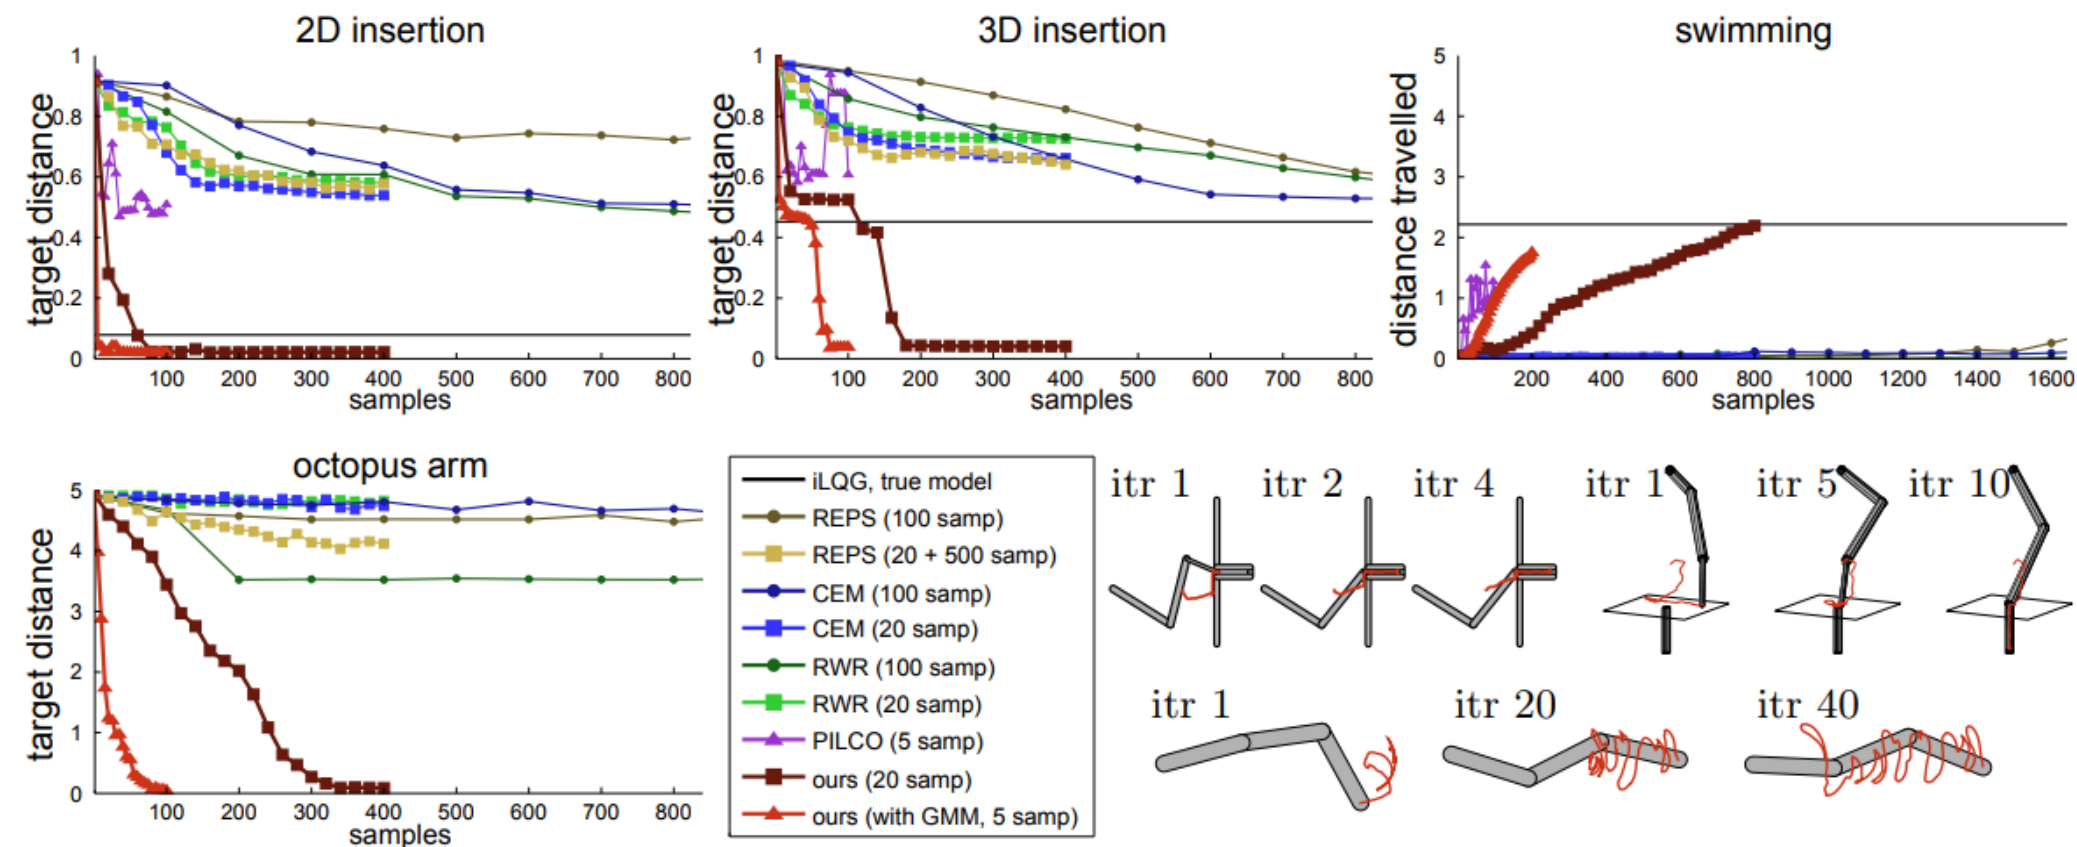 2D insertion
3D insertion
swimming
target distance
1
0.8
0.6
0.4
0.2
0
100 200 300 400 500 600 700 800
samples
target distance
1
0.8
0.6
0.4
0.2
0
100 200 300 400 500 600 700 800
samples
distance travelled
5
4
3
2
1
0
200 400 600 800 1000 1200 1400 1600
samples
octopus arm
target distance
5
4
3
2
1
0
100 200 300 400 500 600 700 800
samples
iLQG, true model
REPS (100 samp)
REPS (20 + 500 samp)
CEM (100 samp)
CEM (20 samp)
RWR (100 samp)
RWR (20 samp)
PILCO (5 samp)
ours (20 samp)
ours (with GMM, 5 samp)
itr 1
itr 2
itr 4
itr 1
itr 5
itr 10
itr 1
itr 20
itr 40